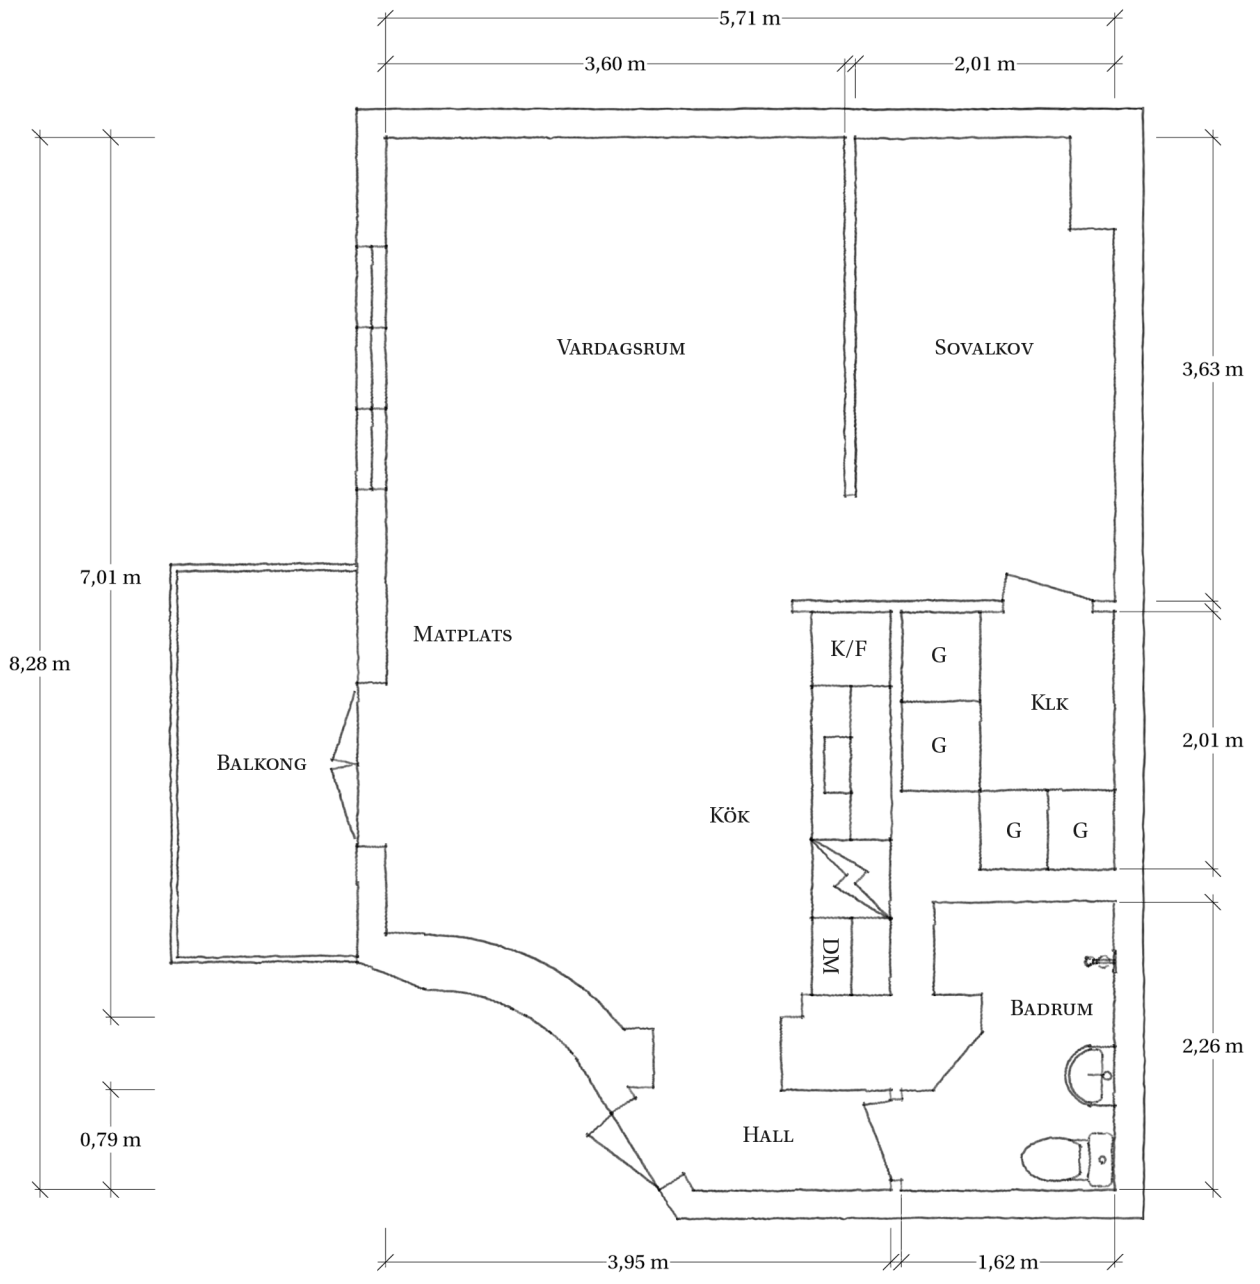 5,71 m
3,60 m
2,01 m
Vardagsrum
Sovalkov
3,63 m
7,01 m
Matplats
K/F
G
8,28 m
Klk
G
2,01 m
Balkong
Kök
G
G
DM
Badrum
2,26 m
0,79 m
Hall
3,95 m
1,62 m